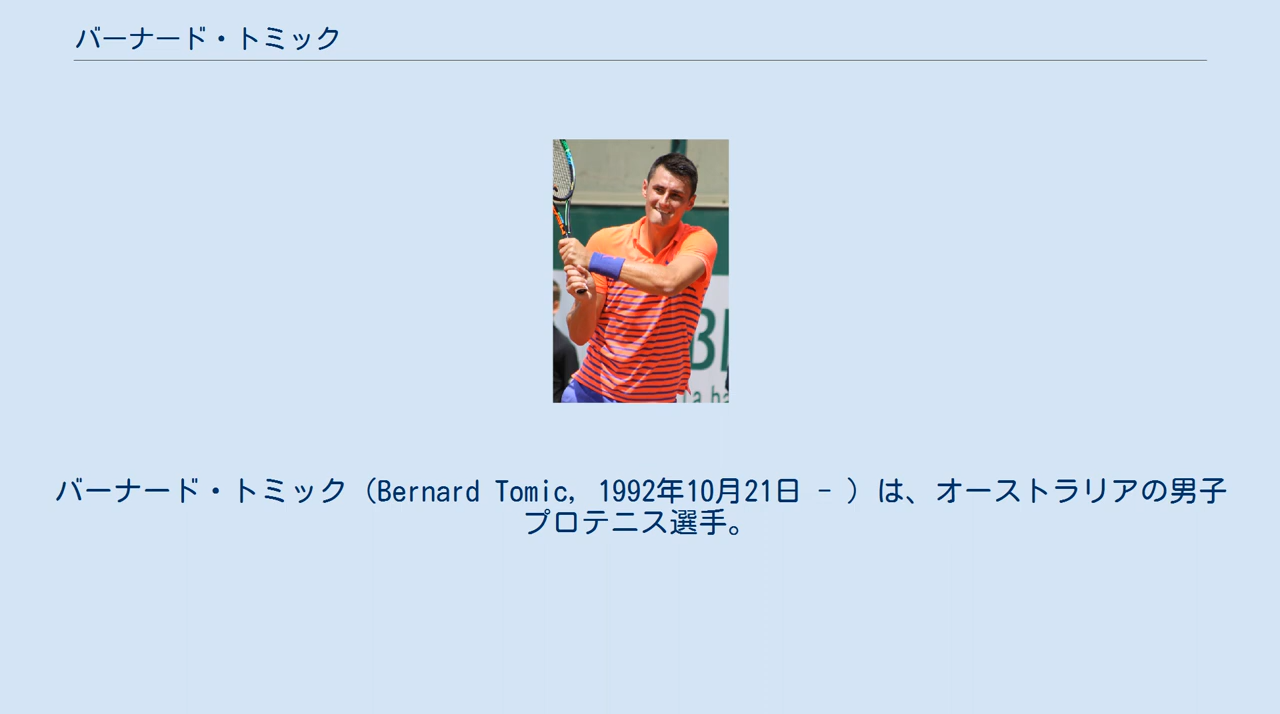 バーナード・トミック
バーナード・トミック（Bernard Tomic, 1992年10月21日 - ）は、オーストラリアの男子
プロテニス選手。